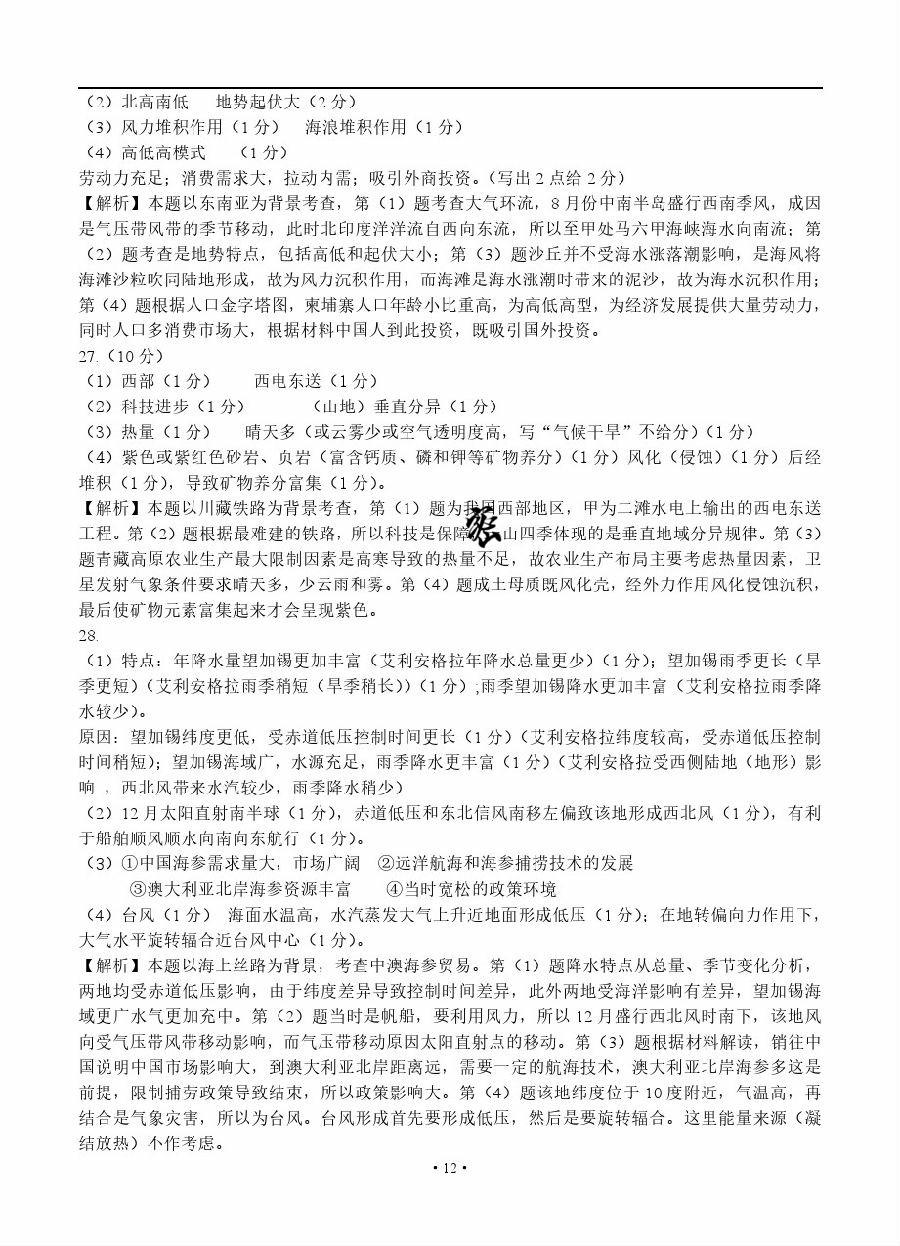 （2）北高南低 地势起伏大（2 分）
（3）风力堆积作用（1 分） 海浪堆积作用（1 分）
（4）高低高模式 （1 分）
劳动力充足；消费需求大，拉动内需；吸引外商投资。（写出 2 点给 2 分）
【解析】本题以东南亚为背景考查，第（1）题考查大气环流，8 月份中南半岛盛行西南季风，成因
是气压带风带的季节移动，此时北印度洋洋流自西向东流，所以至甲处马六甲海峡海水向南流；第
（2）题考查是地势特点，包括高低和起伏大小；第（3）题沙丘并不受海水涨落潮影响，是海风将
海滩沙粒吹同陆地形成，故为风力沉积作用，而海滩是海水涨潮时带来的泥沙，故为海水沉积作用；
第（4）题根据人口金字塔图，柬埔寨人口年龄小比重高，为高低高型，为经济发展提供大量劳动力，
同时人口多消费市场大，根据材料中国人到此投资，既吸引国外投资。
27.（10 分）
（1）西部（1 分） 西电东送（1 分）
（2）科技进步（1 分） （山地）垂直分异（1 分）
（3）热量（1 分） 晴天多（或云雾少或空气透明度高，写“气候干旱”不给分）（1 分）
（4）紫色或紫红色砂岩、页岩（富含钙质、磷和钾等矿物养分）（1 分）风化（侵蚀）（1 分）后经
堆积（1 分），导致矿物养分富集（1 分）。
【解析】本题以川藏铁路为背景考查，第（1）题为我国西部地区，甲为二滩水电上输出的西电东送
工程。第（2）题根据最难建的铁路，所以科技是保障 山四季体现的是垂直地域分异规律。第（3）
题青藏高原农业生产最大限制因素是高寒导致的热量不足，故农业生产布局主要考虑热量因素，卫
星发射气象条件要求晴天多，少云雨和雾。第（4）题成土母质既风化壳，经外力作用风化侵蚀沉积，
最后使矿物元素富集起来才会呈现紫色。
28.
（1）特点：年降水量望加锡更加丰富（艾利安格拉年降水总量更少）（1 分）；望加锡雨季更长（旱
季更短）（艾利安格拉雨季稍短（旱季稍长））（1 分）;雨季望加锡降水更加丰富（艾利安格拉雨季降
水较少）。
原因：望加锡纬度更低，受赤道低压控制时间更长（1 分）（艾利安格拉纬度较高，受赤道低压控制
时间稍短）；望加锡海域广，水源充足，雨季降水更丰富（1 分）（艾利安格拉受西侧陆地（地形）影
响，西北风带来水汽较少，雨季降水稍少）
（2）12 月太阳直射南半球（1 分），赤道低压和东北信风南移左偏致该地形成西北风（1 分），有利
于船舶顺风顺水向南向东航行（1 分）。
（3）①中国海参需求量大，市场广阔 ②远洋航海和海参捕捞技术的发展
③澳大利亚北岸海参资源丰富 ④当时宽松的政策环境
（4）台风（1 分） 海面水温高，水汽蒸发大气上升近地面形成低压（1 分）；在地转偏向力作用下，
大气水平旋转辐合近台风中心（1 分）。
【解析】本题以海上丝路为背景，考查中澳海参贸易。第（1）题降水特点从总量、季节变化分析，
两地均受赤道低压影响，由于纬度差异导致控制时间差异，此外两地受海洋影响有差异，望加锡海
域更广水气更加充中。第（2）题当时是帆船，要利用风力，所以 12 月盛行西北风时南下，该地风
向受气压带风带移动影响，而气压带移动原因太阳直射点的移动。第（3）题根据材料解读，销往中
国说明中国市场影响大，到澳大利亚北岸距离远，需要一定的航海技术，澳大利亚北岸海参多这是
前提，限制捕劳政策导致结束，所以政策影响大。第（4）题该地纬度位于 10 度附近，气温高，再
结合是气象灾害，所以为台风。台风形成首先要形成低压，然后是要旋转辐合。这里能量来源（凝
结放热）不作考虑。
· 12 ·